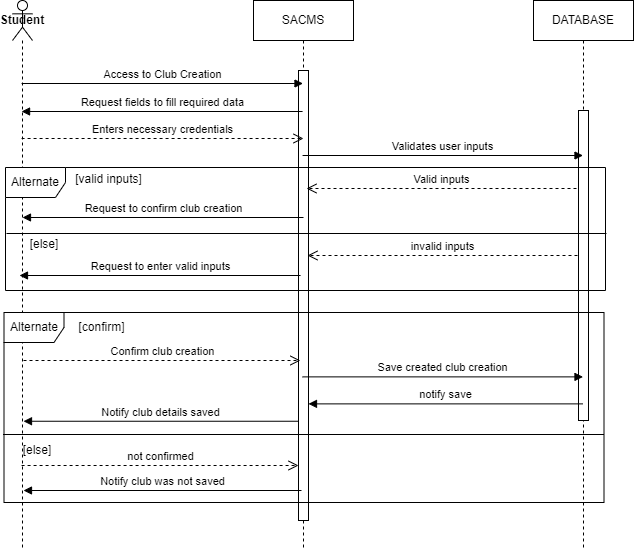 Student
SACMS
DATABASE
Access to Club Creation
Request fields to fill required data
Enters necessary credentials
Validates user inputs
Alternate
[valid inputs]
Valid inputs
Request to confirm club creation
[else]
invalid inputs
Request to enter valid inputs
Alternate
[confirm]
Confirm club creation
Save created club creation
notify save
Notify club details saved
[else]
not confirmed
Notify club was not saved